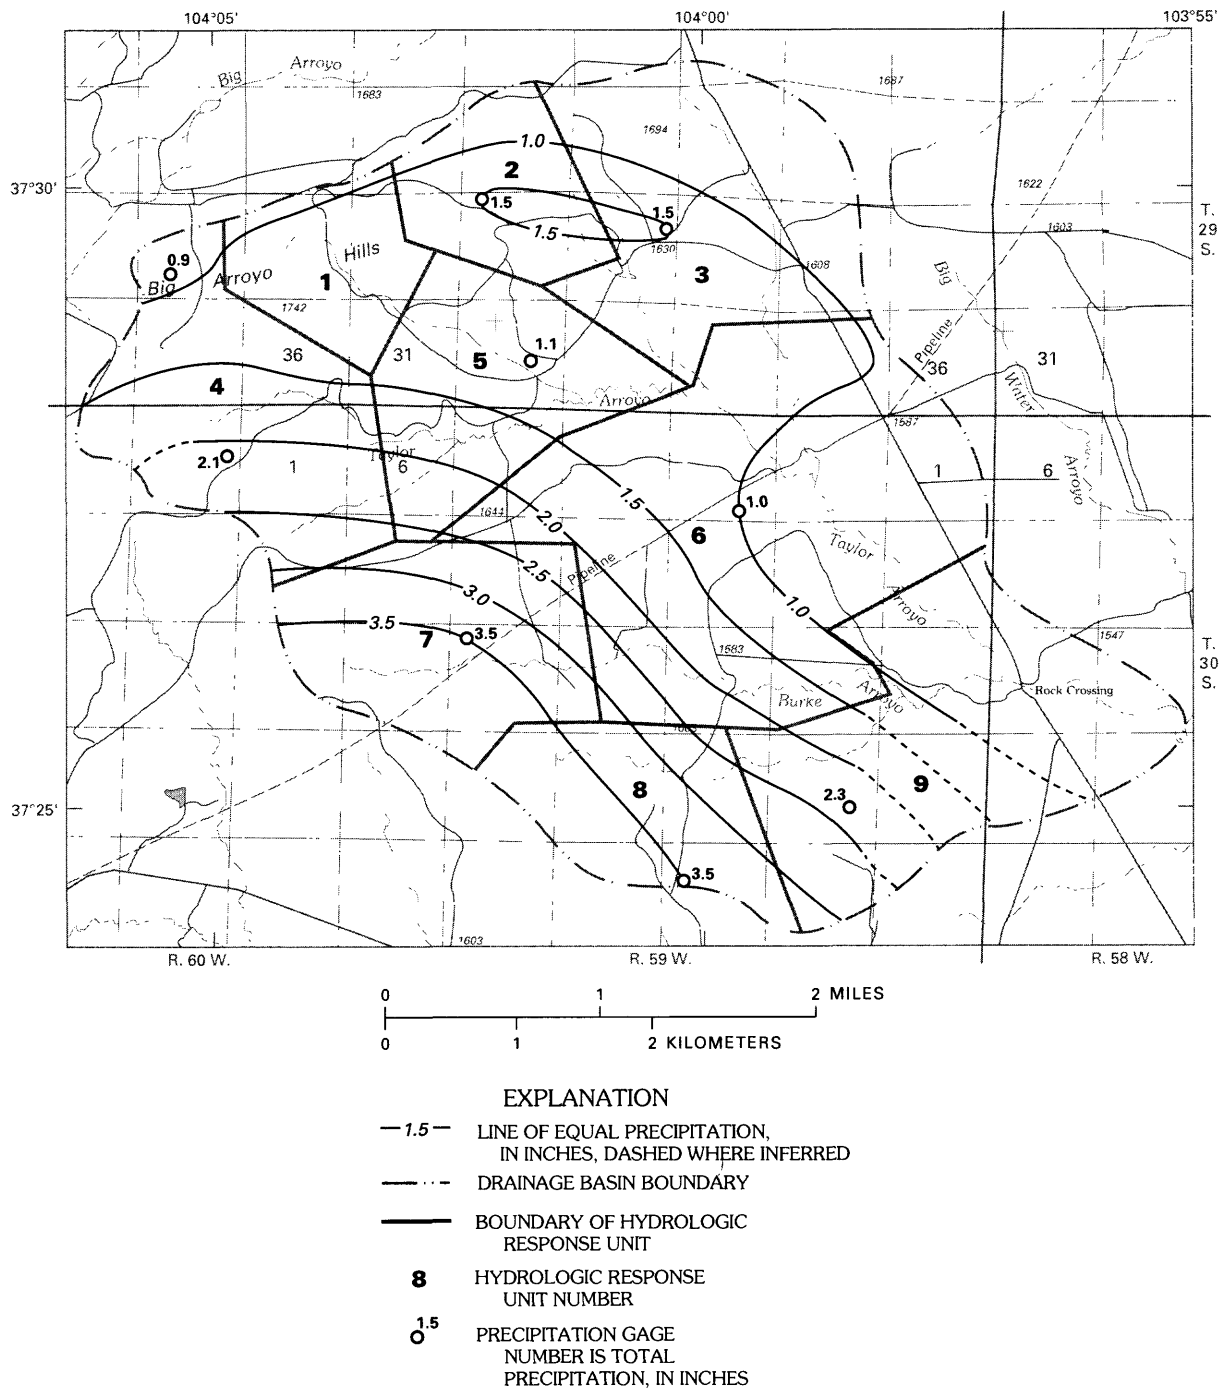 104°05'
104°00'
103°55'
Big
Arroyo
1683
1687
1694
1.0
2
37°30'
1622
1.5
1.5
1.5
1603
T.
29
S.
1630
Hills
0.9
Big
Arroyo
1
3
1608
Big
1742
36
31
5
1.1
Pipeline
36
31
4
Arroyo
Winter
1587
2.1
1
Taylor
6
1
6
Arroyo
1.5
1644
2.0
6
1.0
Taylor
2.5
Pipeline
3.0
1.0
Arroyo
3.5
7
3.5
1583
1547
T.
30
S.
Burke
Arroyo
Rock Crossing
37°25'
8
2.3
9
3.5
1603
R. 60 W.
R. 59 W.
R. 58 W.
0
1
2 MILES
0
1
2 KILOMETERS
EXPLANATION
1.5
LINE OF EQUAL PRECIPITATION,
IN INCHES, DASHED WHERE INFERRED
DRAINAGE BASIN BOUNDARY
BOUNDARY OF HYDROLOGIC
RESPONSE UNIT
8
HYDROLOGIC RESPONSE
UNIT NUMBER
1.5
PRECIPITATION GAGE
NUMBER IS TOTAL
PRECIPITATION, IN INCHES